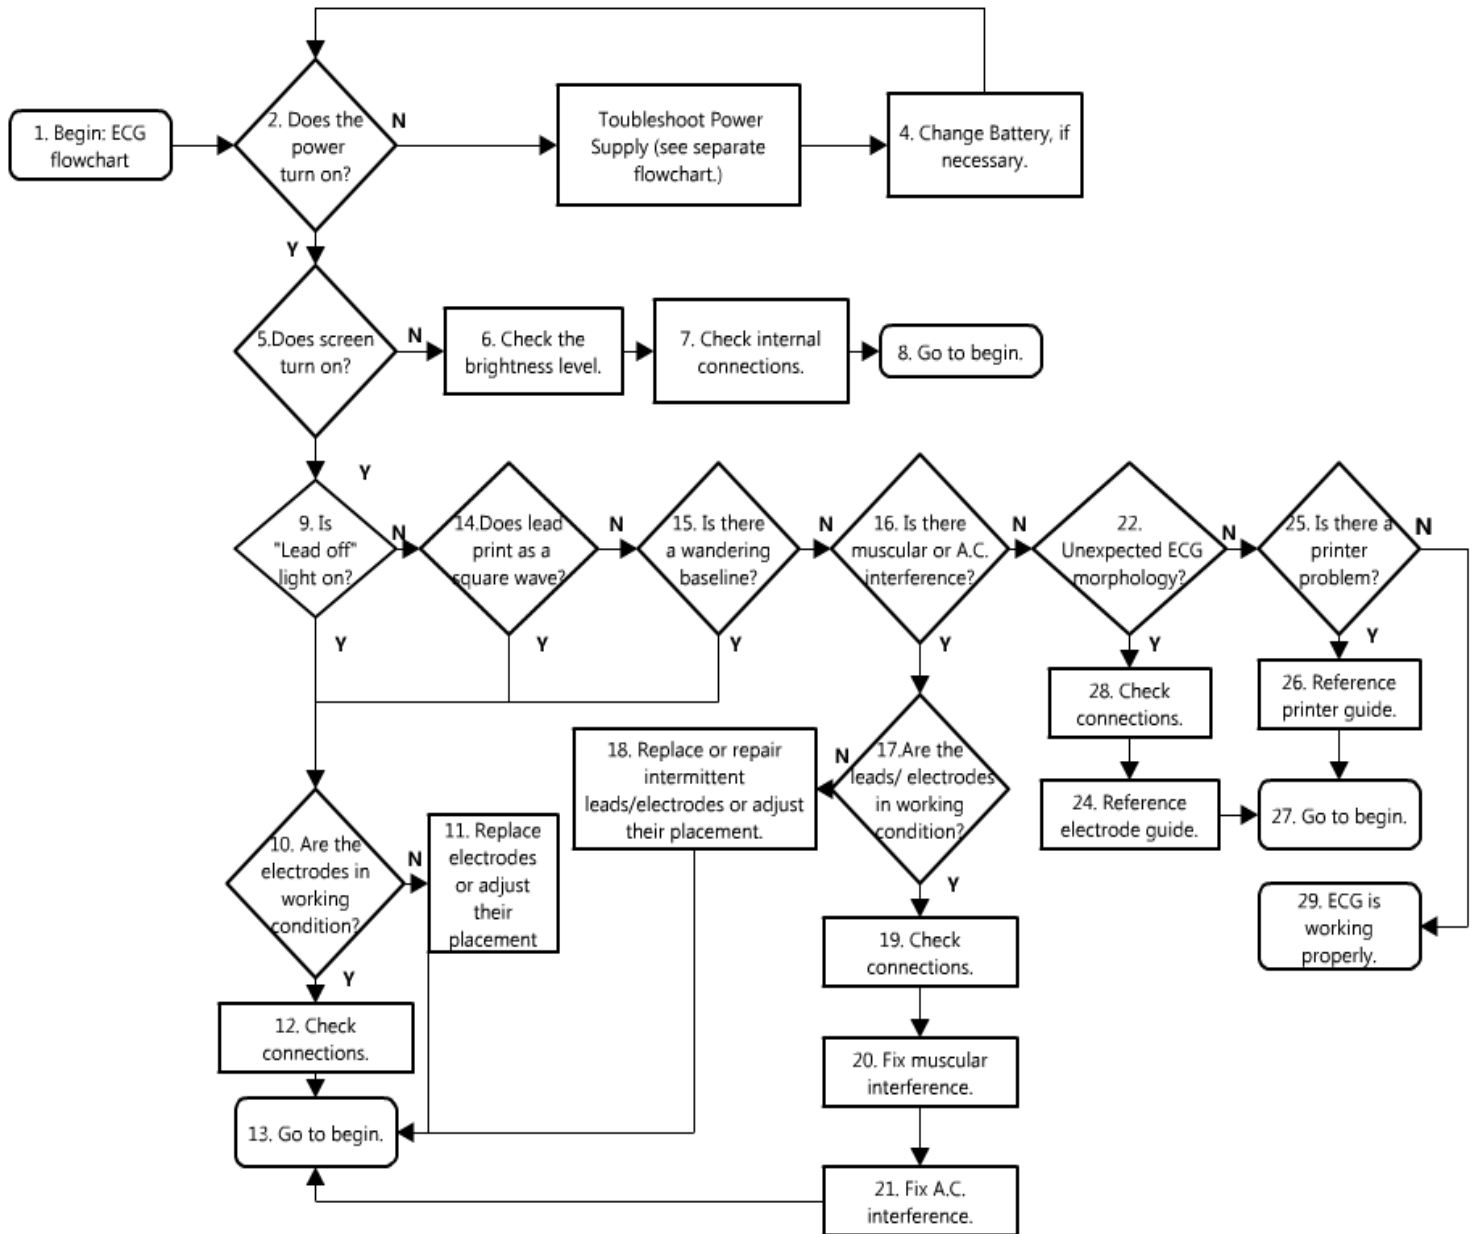 1. Begin: ECG
flowchart
2. Does the
power
turn on?
N
Toubleshoot Power
Supply (see separate
flowchart.)
4. Change Battery, if
necessary.
Y
5.Does screen
turn on?
N
6. Check the
brightness level.
7. Check internal
connections.
8. Go to begin.
Y
9. Is
"Lead off"
light on?
N
14.Does lead
print as a
square wave?
N
15. Is there
a wandering
baseline?
N
16. Is there
muscular or A.C.
interference?
N
22.
Unexpected ECG
morphology?
N
25. Is there a
printer
problem?
N
Y
Y
Y
Y
Y
Y
28. Check
connections.
26. Reference
printer guide.
18. Replace or repair
intermittent
leads/electrodes or adjust
their placement.
N
17.Are the
leads/ electrodes
in working
condition?
24. Reference
electrode guide.
27. Go to begin.
10. Are the
electrodes in
working
condition?
N
11. Replace
electrodes
or adjust
their
placement
Y
29. ECG is
working
properly.
19. Check
connections.
Y
12. Check
connections.
20. Fix muscular
interference.
13. Go to begin.
21. Fix A.C.
interference.